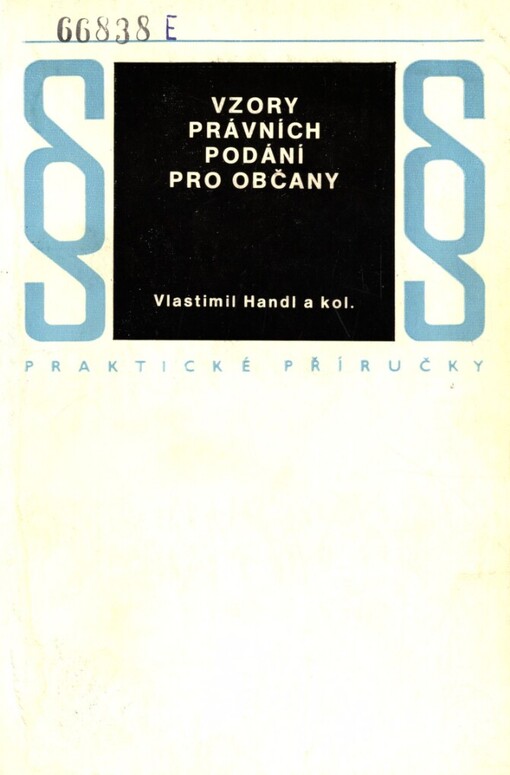 66838 E
§ §
VZORY
PRÁVNÍCH
PODÁNÍ
PRO OBČANY
Vlastimil Handl a kol.
PRAKTICKÉ PŘÍRUČKY